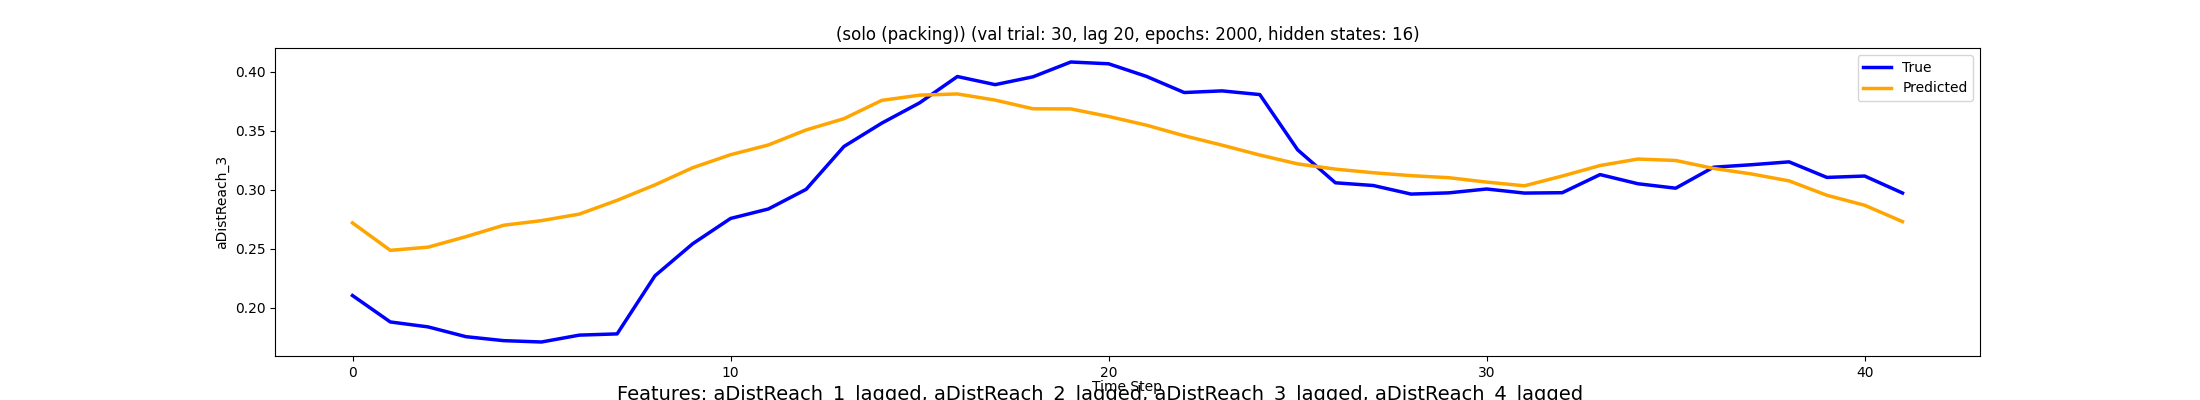 (solo (packing)) (val trial: 30, lag 20, epochs: 2000, hidden states: 16)
True
Predicted
aDistReach_3
0.40
0.35
0.30
0.25
0.20
0 10 20 30 40
Time Step
Features: aDistReach_1_lagged, aDistReach_2_lagged, aDistReach_3_lagged, aDistReach_4_lagged